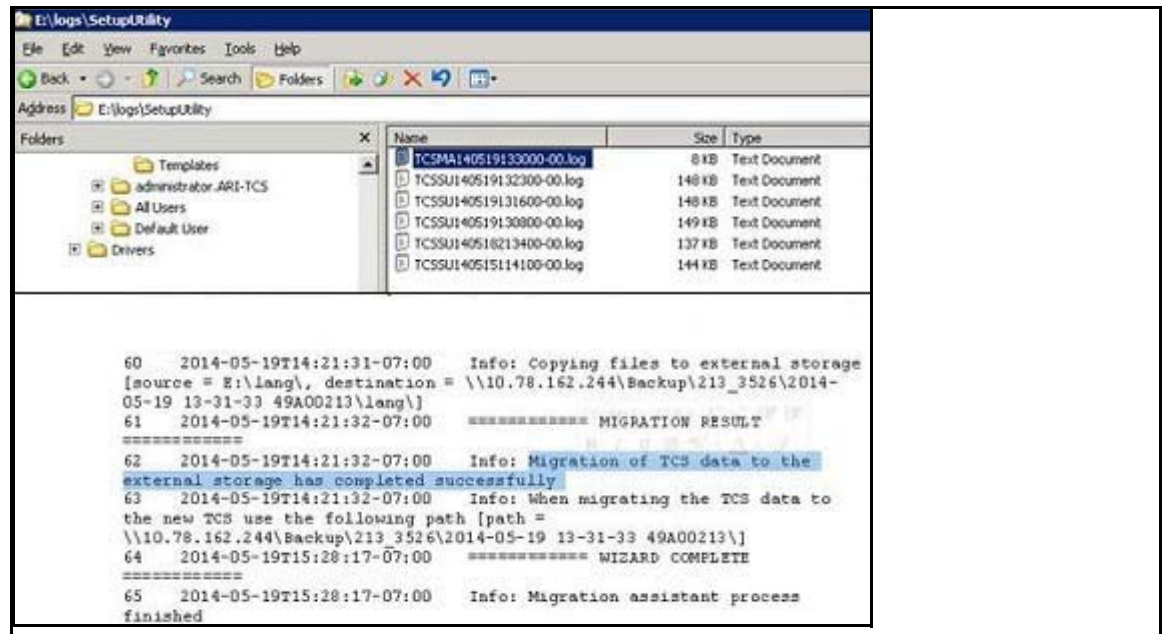 E:\logs\SetupUtility
File Edit View Favorites Tools Help
Back Search Folders
Address E:\logs\SetupUtility
Folders x Name Size Type
Templates
administrator.ARI-TCS
All Users
Default User
Drivers
TCSMA140519133000-00.log 8 KB Text Document
TCSSU140519132300-00.log 148 KB Text Document
TCSSU140519131600-00.log 148 KB Text Document
TCSSU140519130800-00.log 149 KB Text Document
TCSSU140518213400-00.log 137 KB Text Document
TCSSU140515114100-00.log 144 KB Text Document
60 2014-05-19T14:21:31-07:00 Info: Copying files to external storage
[source = E:\lang\, destination = \\10.78.162.244\Backup\213_3526\2014-
05-19 13-31-33 49A00213\lang\]
61 2014-05-19T14:21:32-07:00 ============ MIGRATION RESULT
============
62 2014-05-19T14:21:32-07:00 Info: Migration of TCS data to the
external storage has completed successfully
63 2014-05-19T14:21:32-07:00 Info: When migrating the TCS data to
the new TCS use the following path [path =
\\10.78.162.244\Backup\213_3526\2014-05-19 13-31-33 49A00213\]
64 2014-05-19T15:28:17-07:00 ============ WIZARD COMPLETE
============
65 2014-05-19T15:28:17-07:00 Info: Migration assistant process
finished